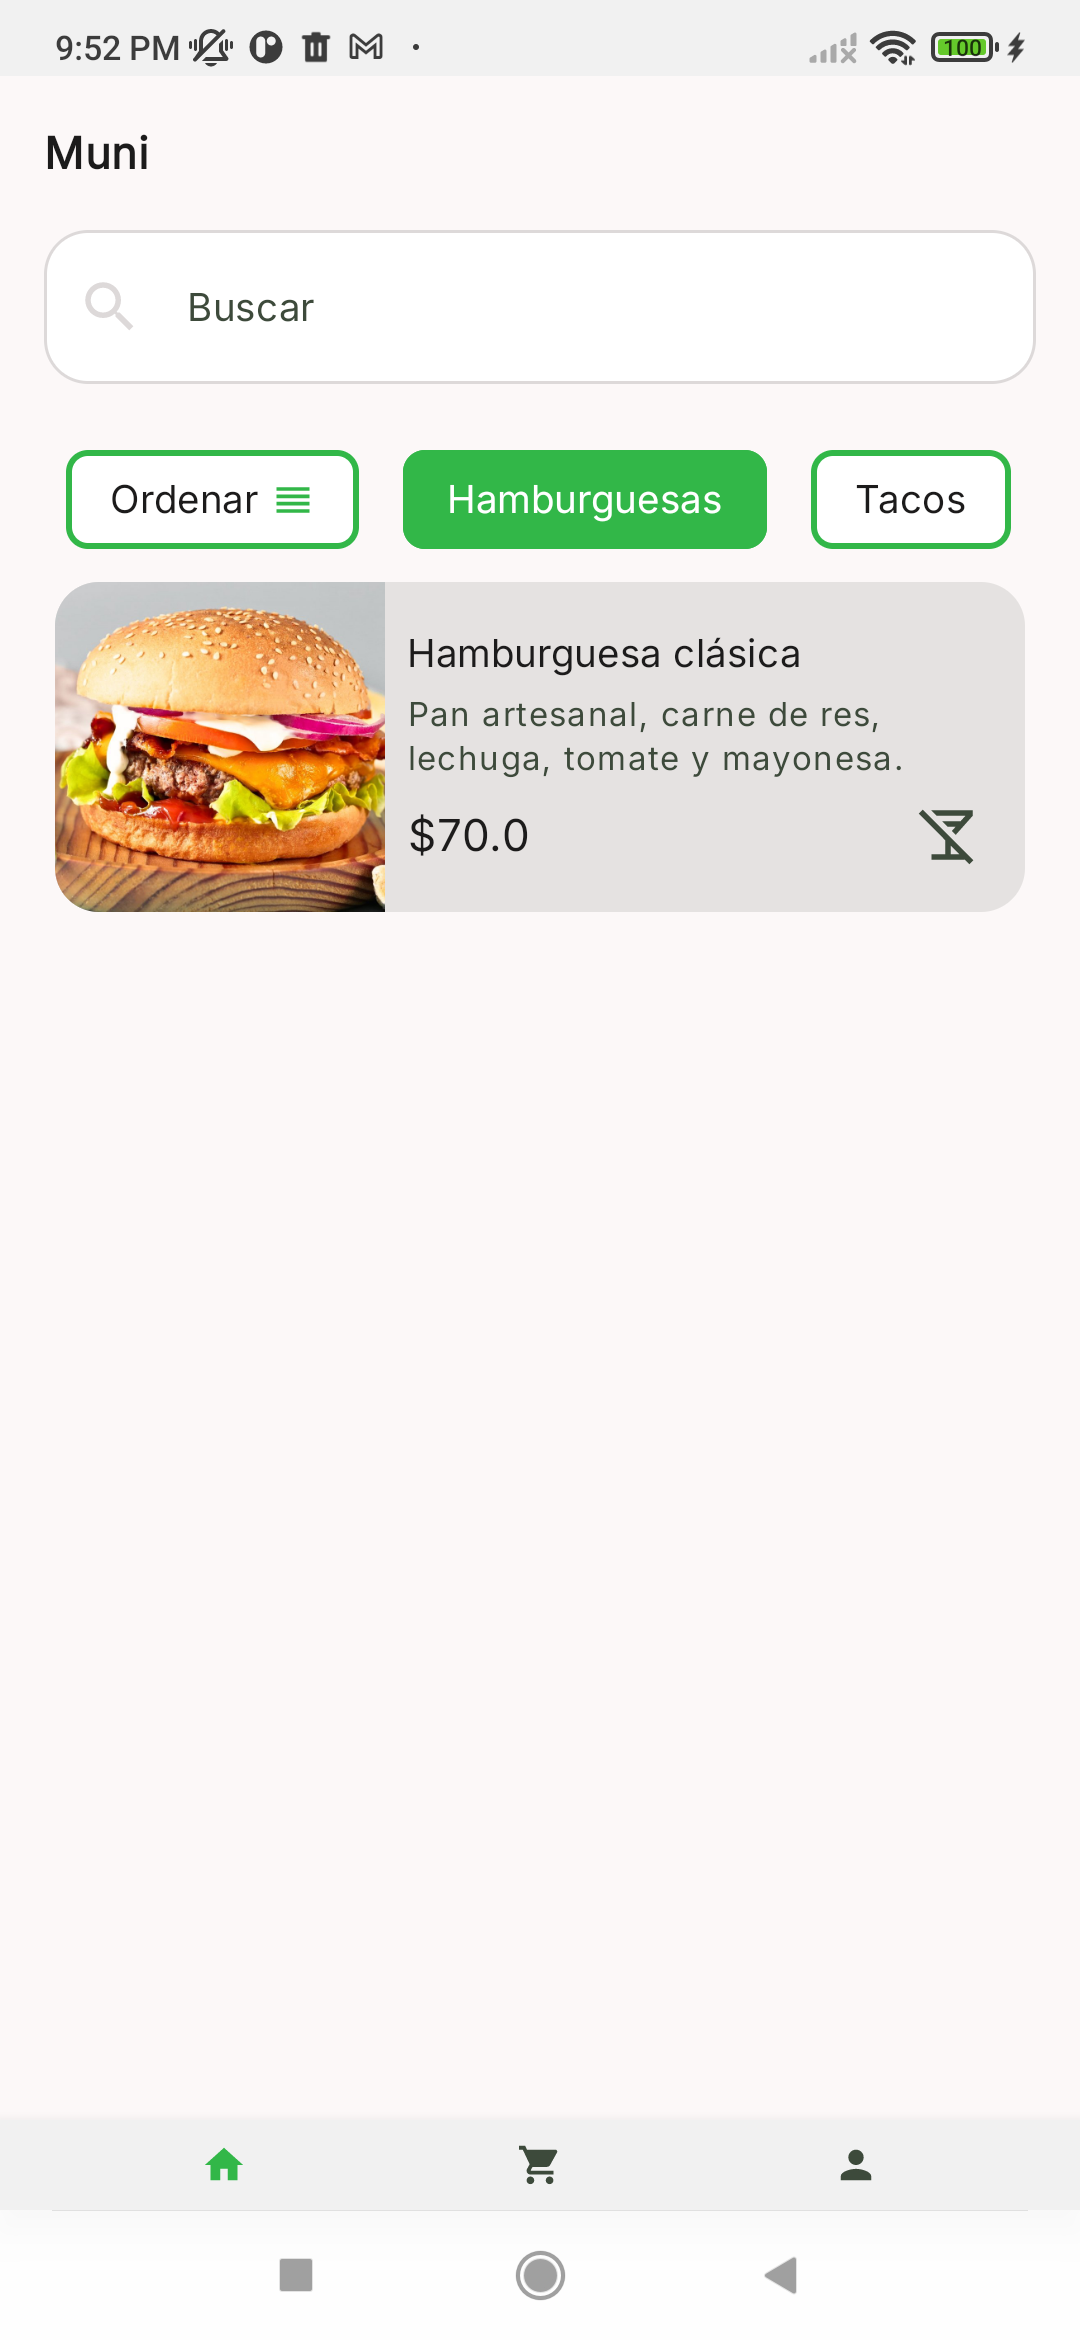 9:52 PM
100
Muni
Buscar
Ordenar
Hamburguesas
Tacos
Hamburguesa clásica
Pan artesanal, carne de res,
lechuga, tomate y mayonesa.
$70.0